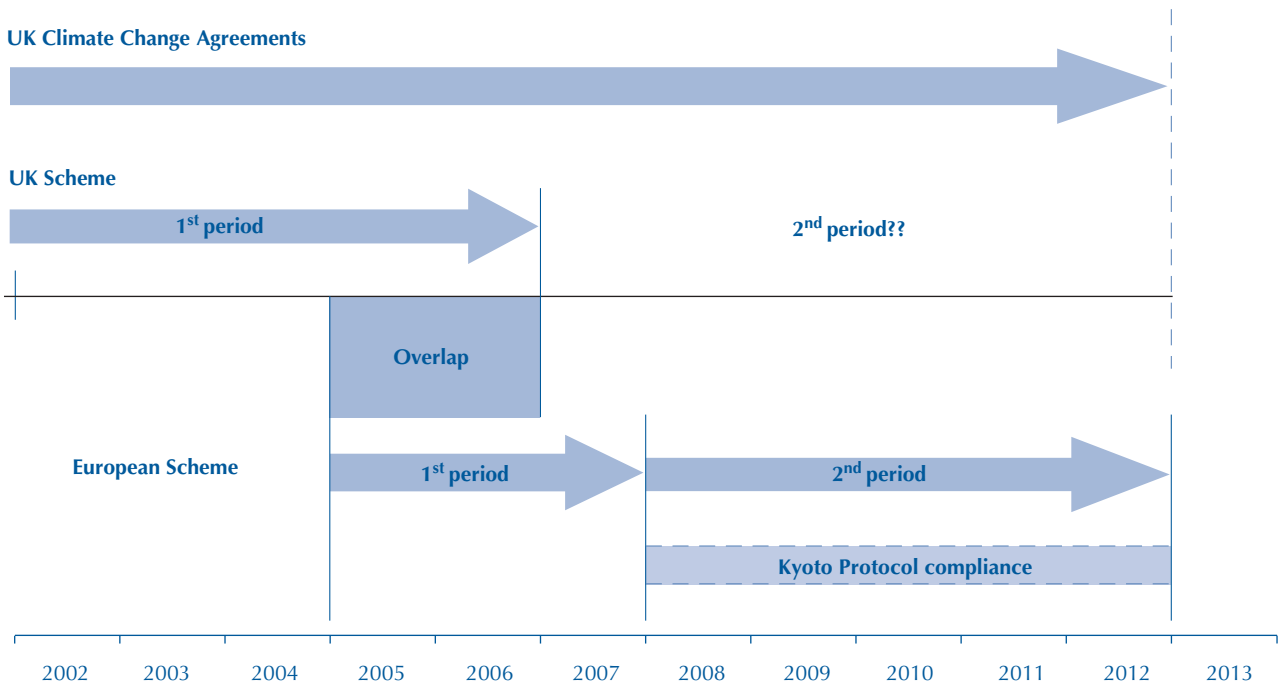 UK Climate Change Agreements
UK Scheme
1st period
2nd period??
Overlap
European Scheme
1st period
2nd period
Kyoto Protocol compliance
2002 2003 2004 2005 2006 2007 2008 2009 2010 2011 2012 2013